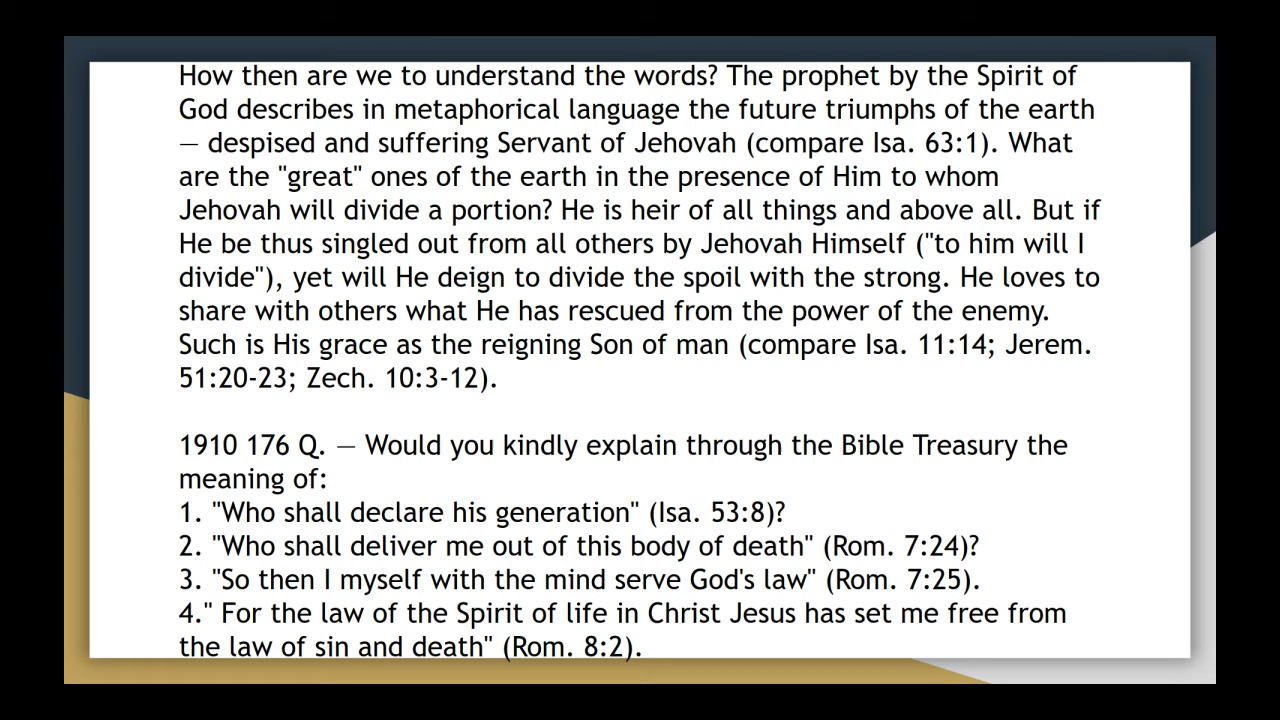 How then are we to understand the words? The prophet by the Spirit of
God describes in metaphorical language the future triumphs of the earth
— despised and suffering Servant of Jehovah (compare Isa. 63:1). What
are the "great" ones of the earth in the presence of Him to whom
Jehovah will divide a portion? He is heir of all things and above all. But if
He be thus singled out from all others by Jehovah Himself ("to him will I
divide"), yet will He deign to divide the spoil with the strong. He loves to
share with others what He has rescued from the power of the enemy.
Such is His grace as the reigning Son of man (compare Isa. 11:14; Jerem.
51:20-23; Zech. 10:3-12).
1910 176 Q. — Would you kindly explain through the Bible Treasury the
meaning of:
1. "Who shall declare his generation" (Isa. 53:8)?
2. "Who shall deliver me out of this body of death" (Rom. 7:24)?
3. "So then I myself with the mind serve God's law" (Rom. 7:25).
4." For the law of the Spirit of life in Christ Jesus has set me free from
the law of sin and death" (Rom. 8:2).